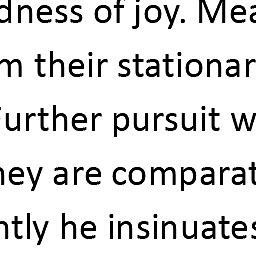 dness of joy. Mea
m their stationar
Further pursuit w
hey are comparat
ntly he insinuates